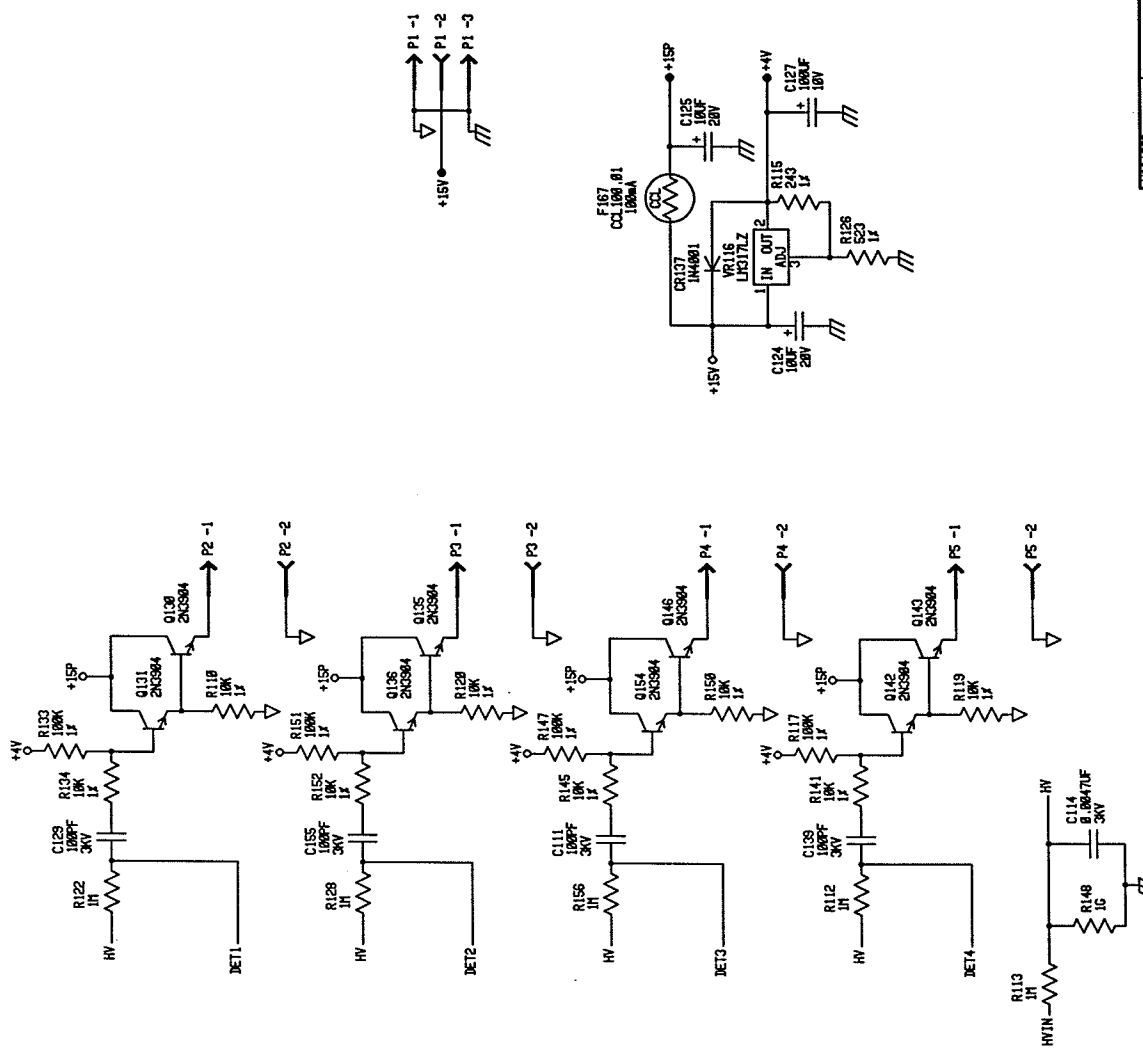 P1 -1
P1 -2
P1 -3
+15V
F167
CCL100.01
100mA
CCL
+15P
C125
10UF
20V
+
CR137
1N4001
VR116
LM317LZ
1 IN OUT 2
ADJ
3
+4V
C127
100UF
10V
+
R115
243
1%
R126
523
1%
+15V
C124
10UF
20V
+
R133
100K
1%
+4V
R134
10K
1%
C129
100PF
3KV
R122
1M
HV
DET1
+15P
Q131
2N3904
Q130
2N3904
R110
10K
1%
P2 -1
P2 -2
R151
100K
1%
+4V
R152
10K
1%
C155
100PF
3KV
R128
1M
HV
DET2
+15P
Q136
2N3904
Q135
2N3904
R120
10K
1%
P3 -1
P3 -2
R147
100K
1%
+4V
R145
10K
1%
C111
100PF
3KV
R156
1M
HV
DET3
+15P
Q154
2N3904
Q146
2N3904
R150
10K
1%
P4 -1
P4 -2
R117
100K
1%
+4V
R141
10K
1%
C139
100PF
3KV
R112
1M
HV
DET4
+15P
Q142
2N3904
Q143
2N3904
R119
10K
1%
P5 -1
P5 -2
HVIN
R113
1M
R148
1G
C114
0.0047UF
3KV
HV